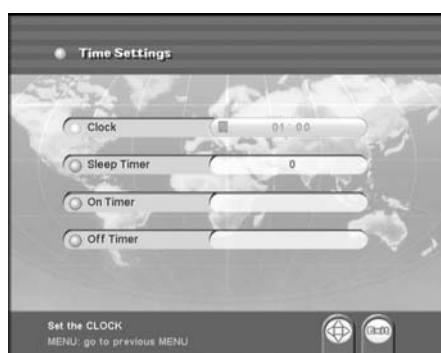 Time Settings
Clock 01 : 00
Sleep Timer 0
On Timer
Off Timer
Set the CLOCK
MENU: go to previous MENU
Exit